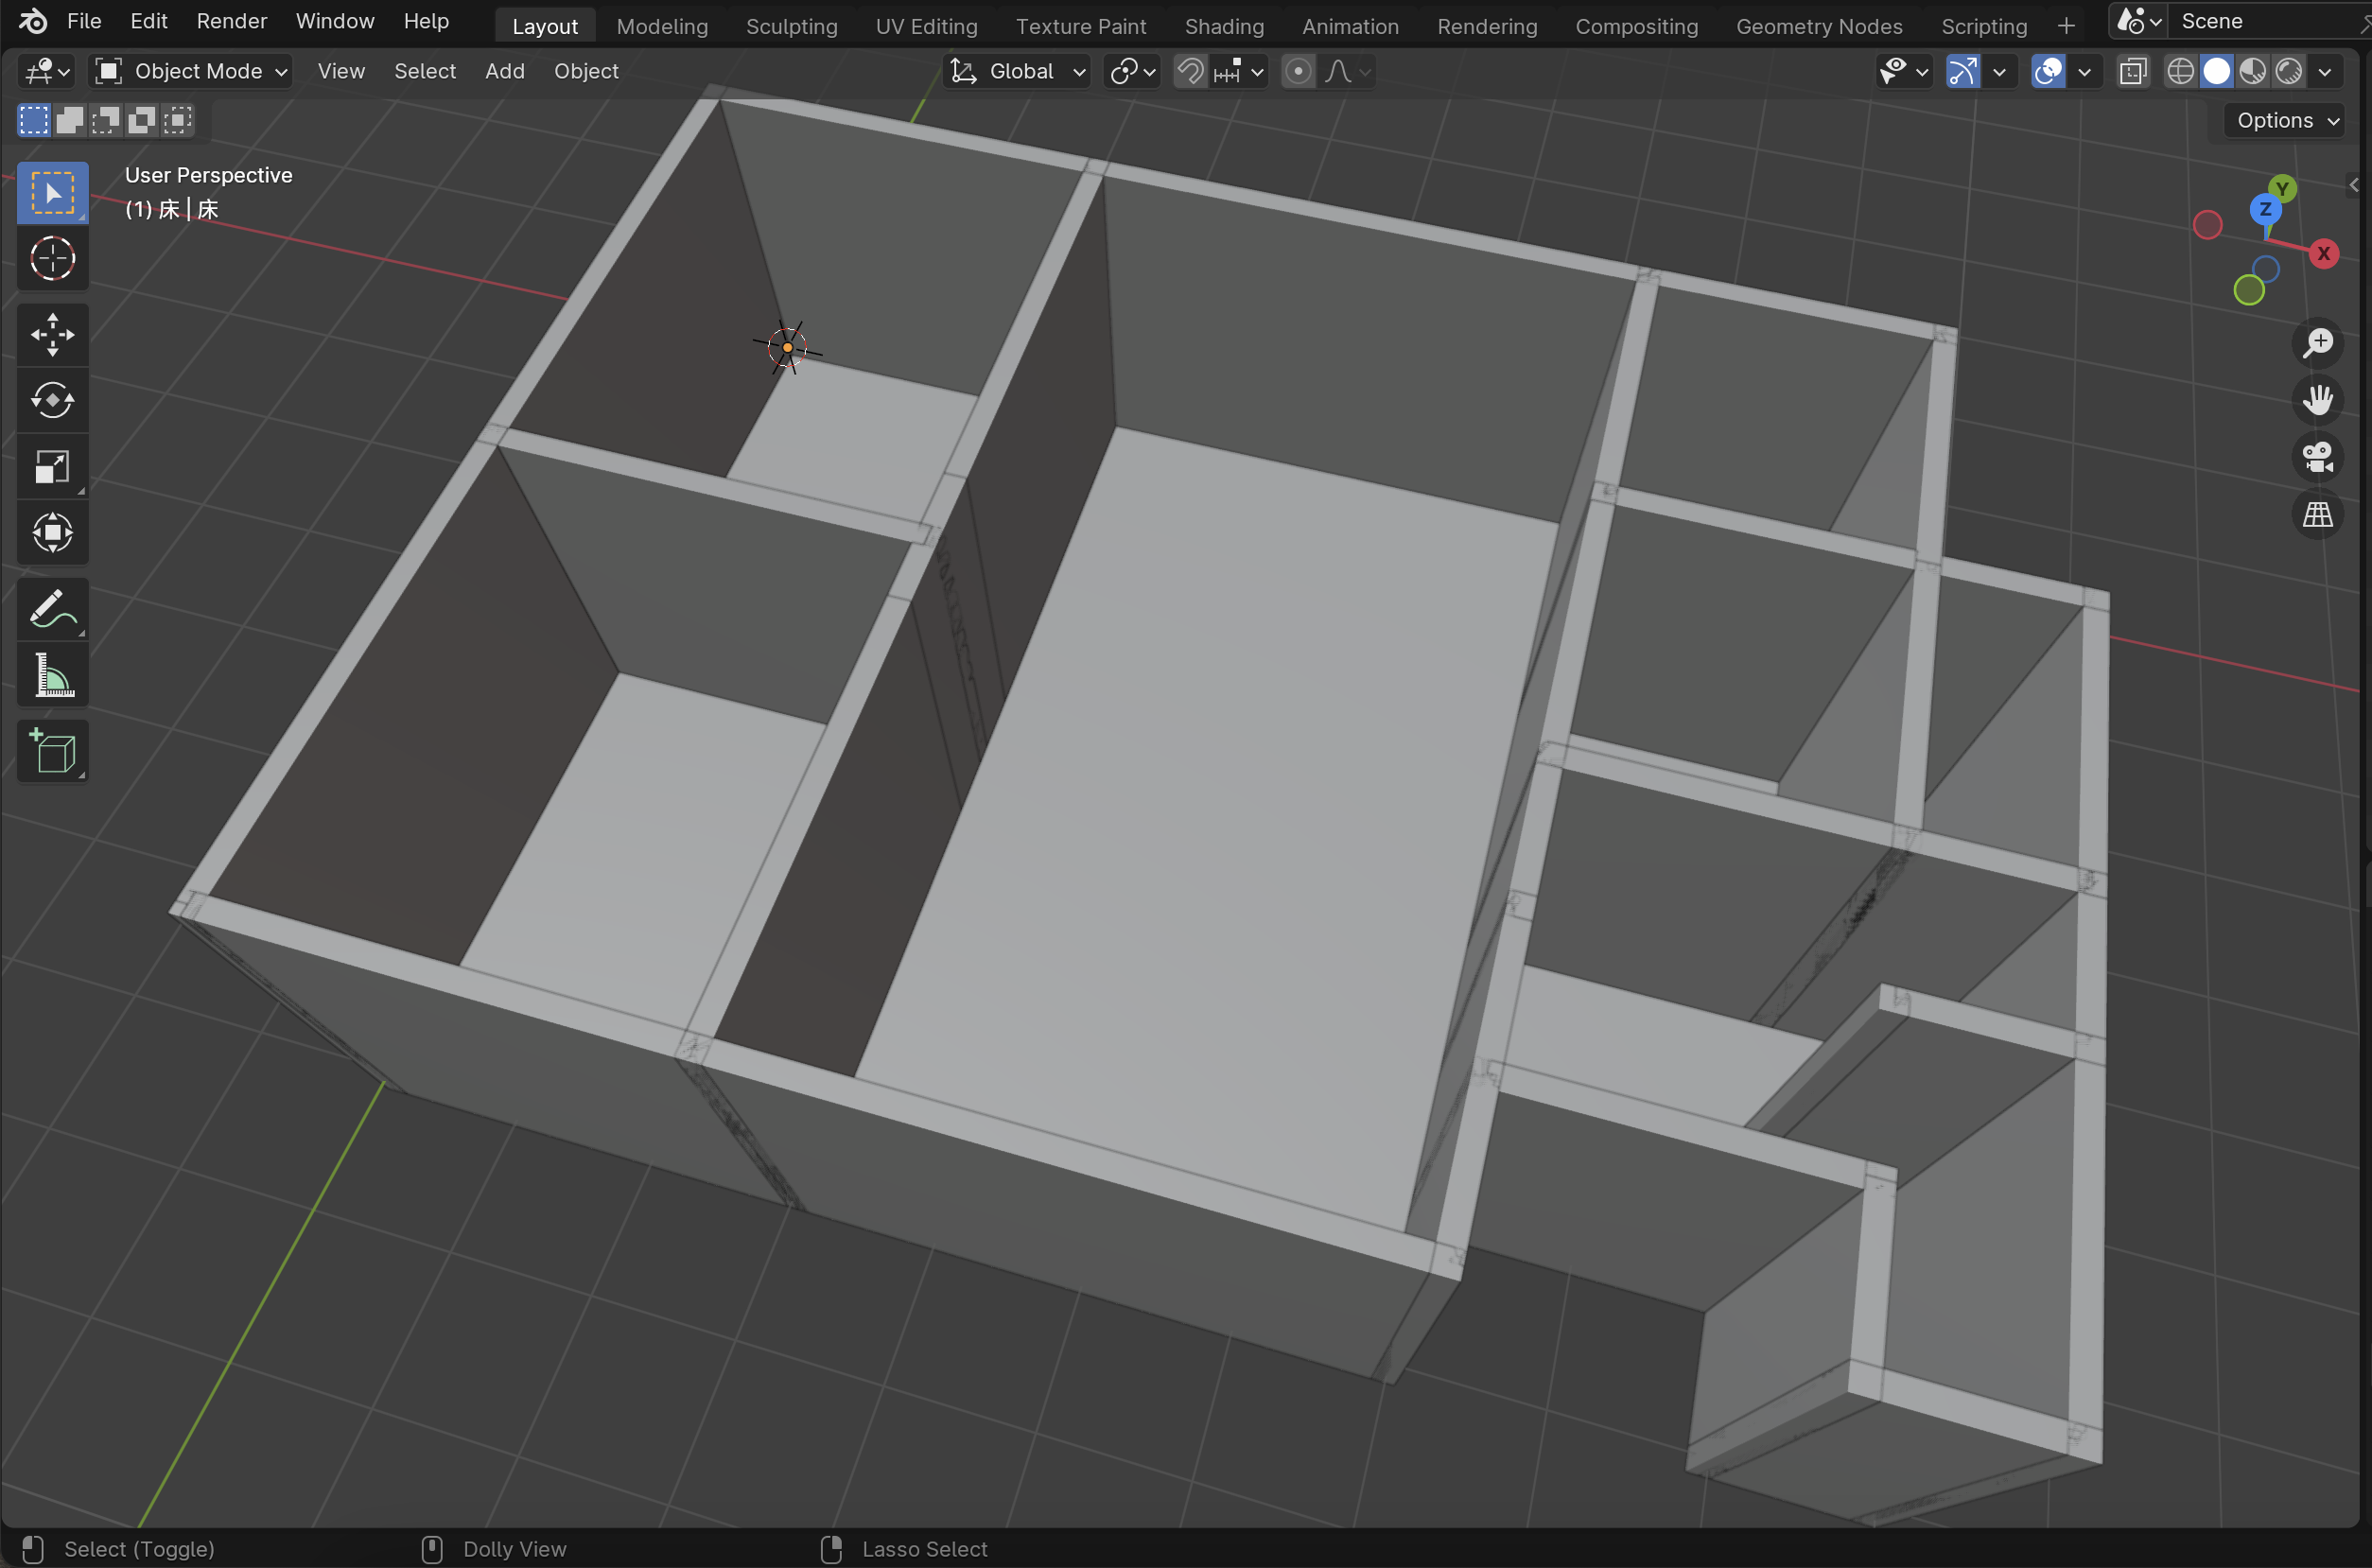 File Edit Render Window Help Layout Modeling Sculpting UV Editing Texture Paint Shading Animation Rendering Compositing Geometry Nodes Scripting + Scene
Object Mode View Select Add Object Global
Options
User Perspective
(1) 床 | 床
Y
Z
X
Select (Toggle) Dolly View Lasso Select